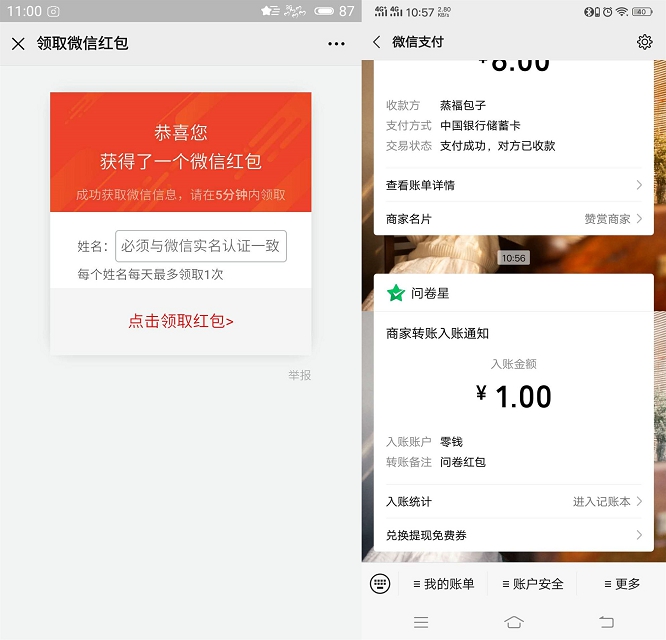 11:00
87
领取微信红包
恭喜您
获得了一个微信红包
成功获取微信信息，请在5分钟内领取
姓名：
必须与微信实名认证一致
每个姓名每天最多领取1次
点击领取红包>
举报
4G 4G 10:57 2.80 KB/s
40
微信支付
收款方 蒸福包子
支付方式 中国银行储蓄卡
交易状态 支付成功，对方已收款
查看账单详情
商家名片 赞赏商家
10:56
问卷星
商家转账入账通知
入账金额
¥1.00
入账账户 零钱
转账备注 问卷红包
入账统计 进入记账本
兑换提现免费券
我的账单 账户安全 更多